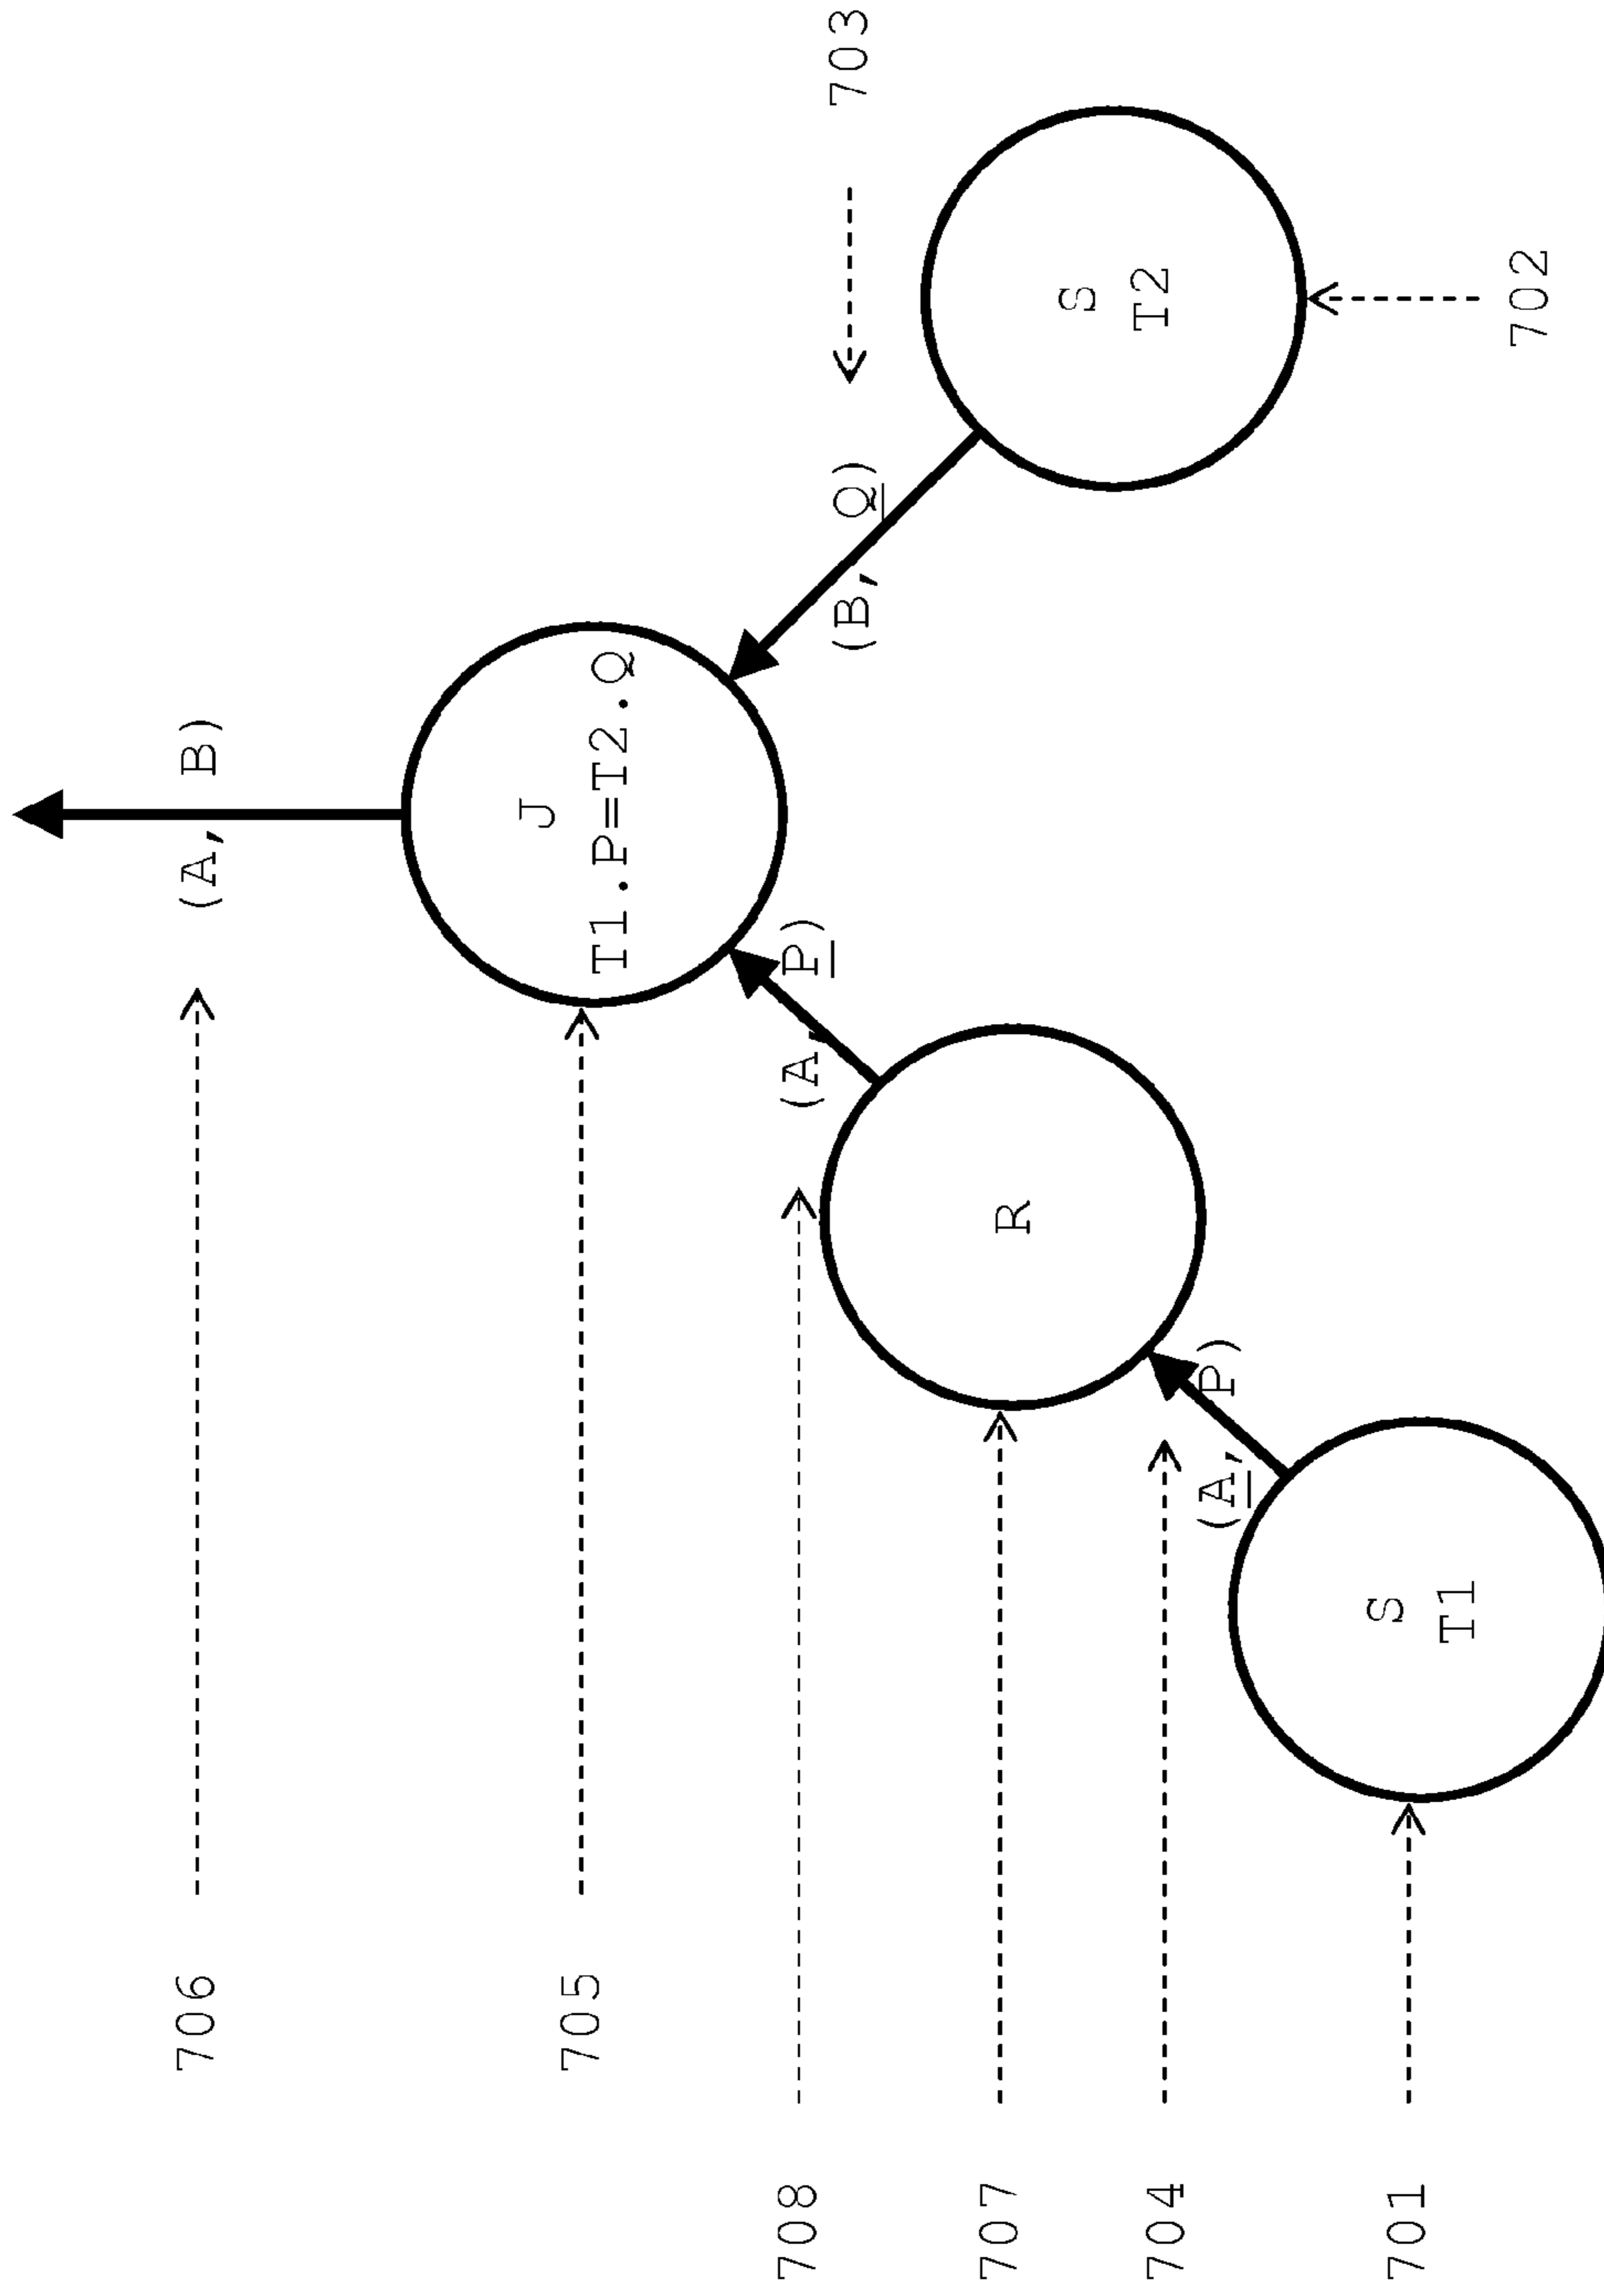 706
(A, B)
J
705
T1.P=T2.Q
708
(A, P)
(B, Q)
703
707
R
S
T2
704
(A, P)
701
S
T1
702